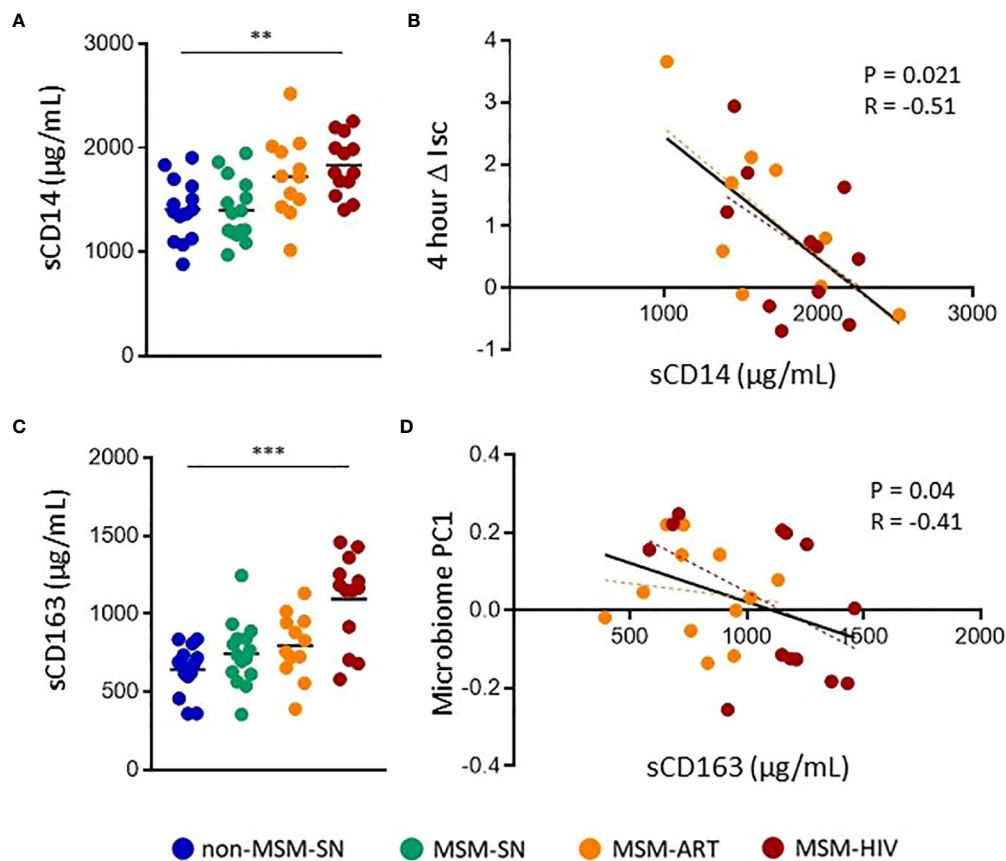 A
**
3000
2000
1000
0
sCD14 (µg/mL)
B
4
3
2
1
0
-1
4 hour Δ Isc
P = 0.021
R = -0.51
1000
2000
3000
sCD14 (µg/mL)
C
***
2000
1500
1000
500
0
sCD163 (µg/mL)
D
0.4
0.2
0.0
-0.2
-0.4
Microbiome PC1
P = 0.04
R = -0.41
500
1000
1500
2000
sCD163 (µg/mL)
non-MSM-SN
MSM-SN
MSM-ART
MSM-HIV